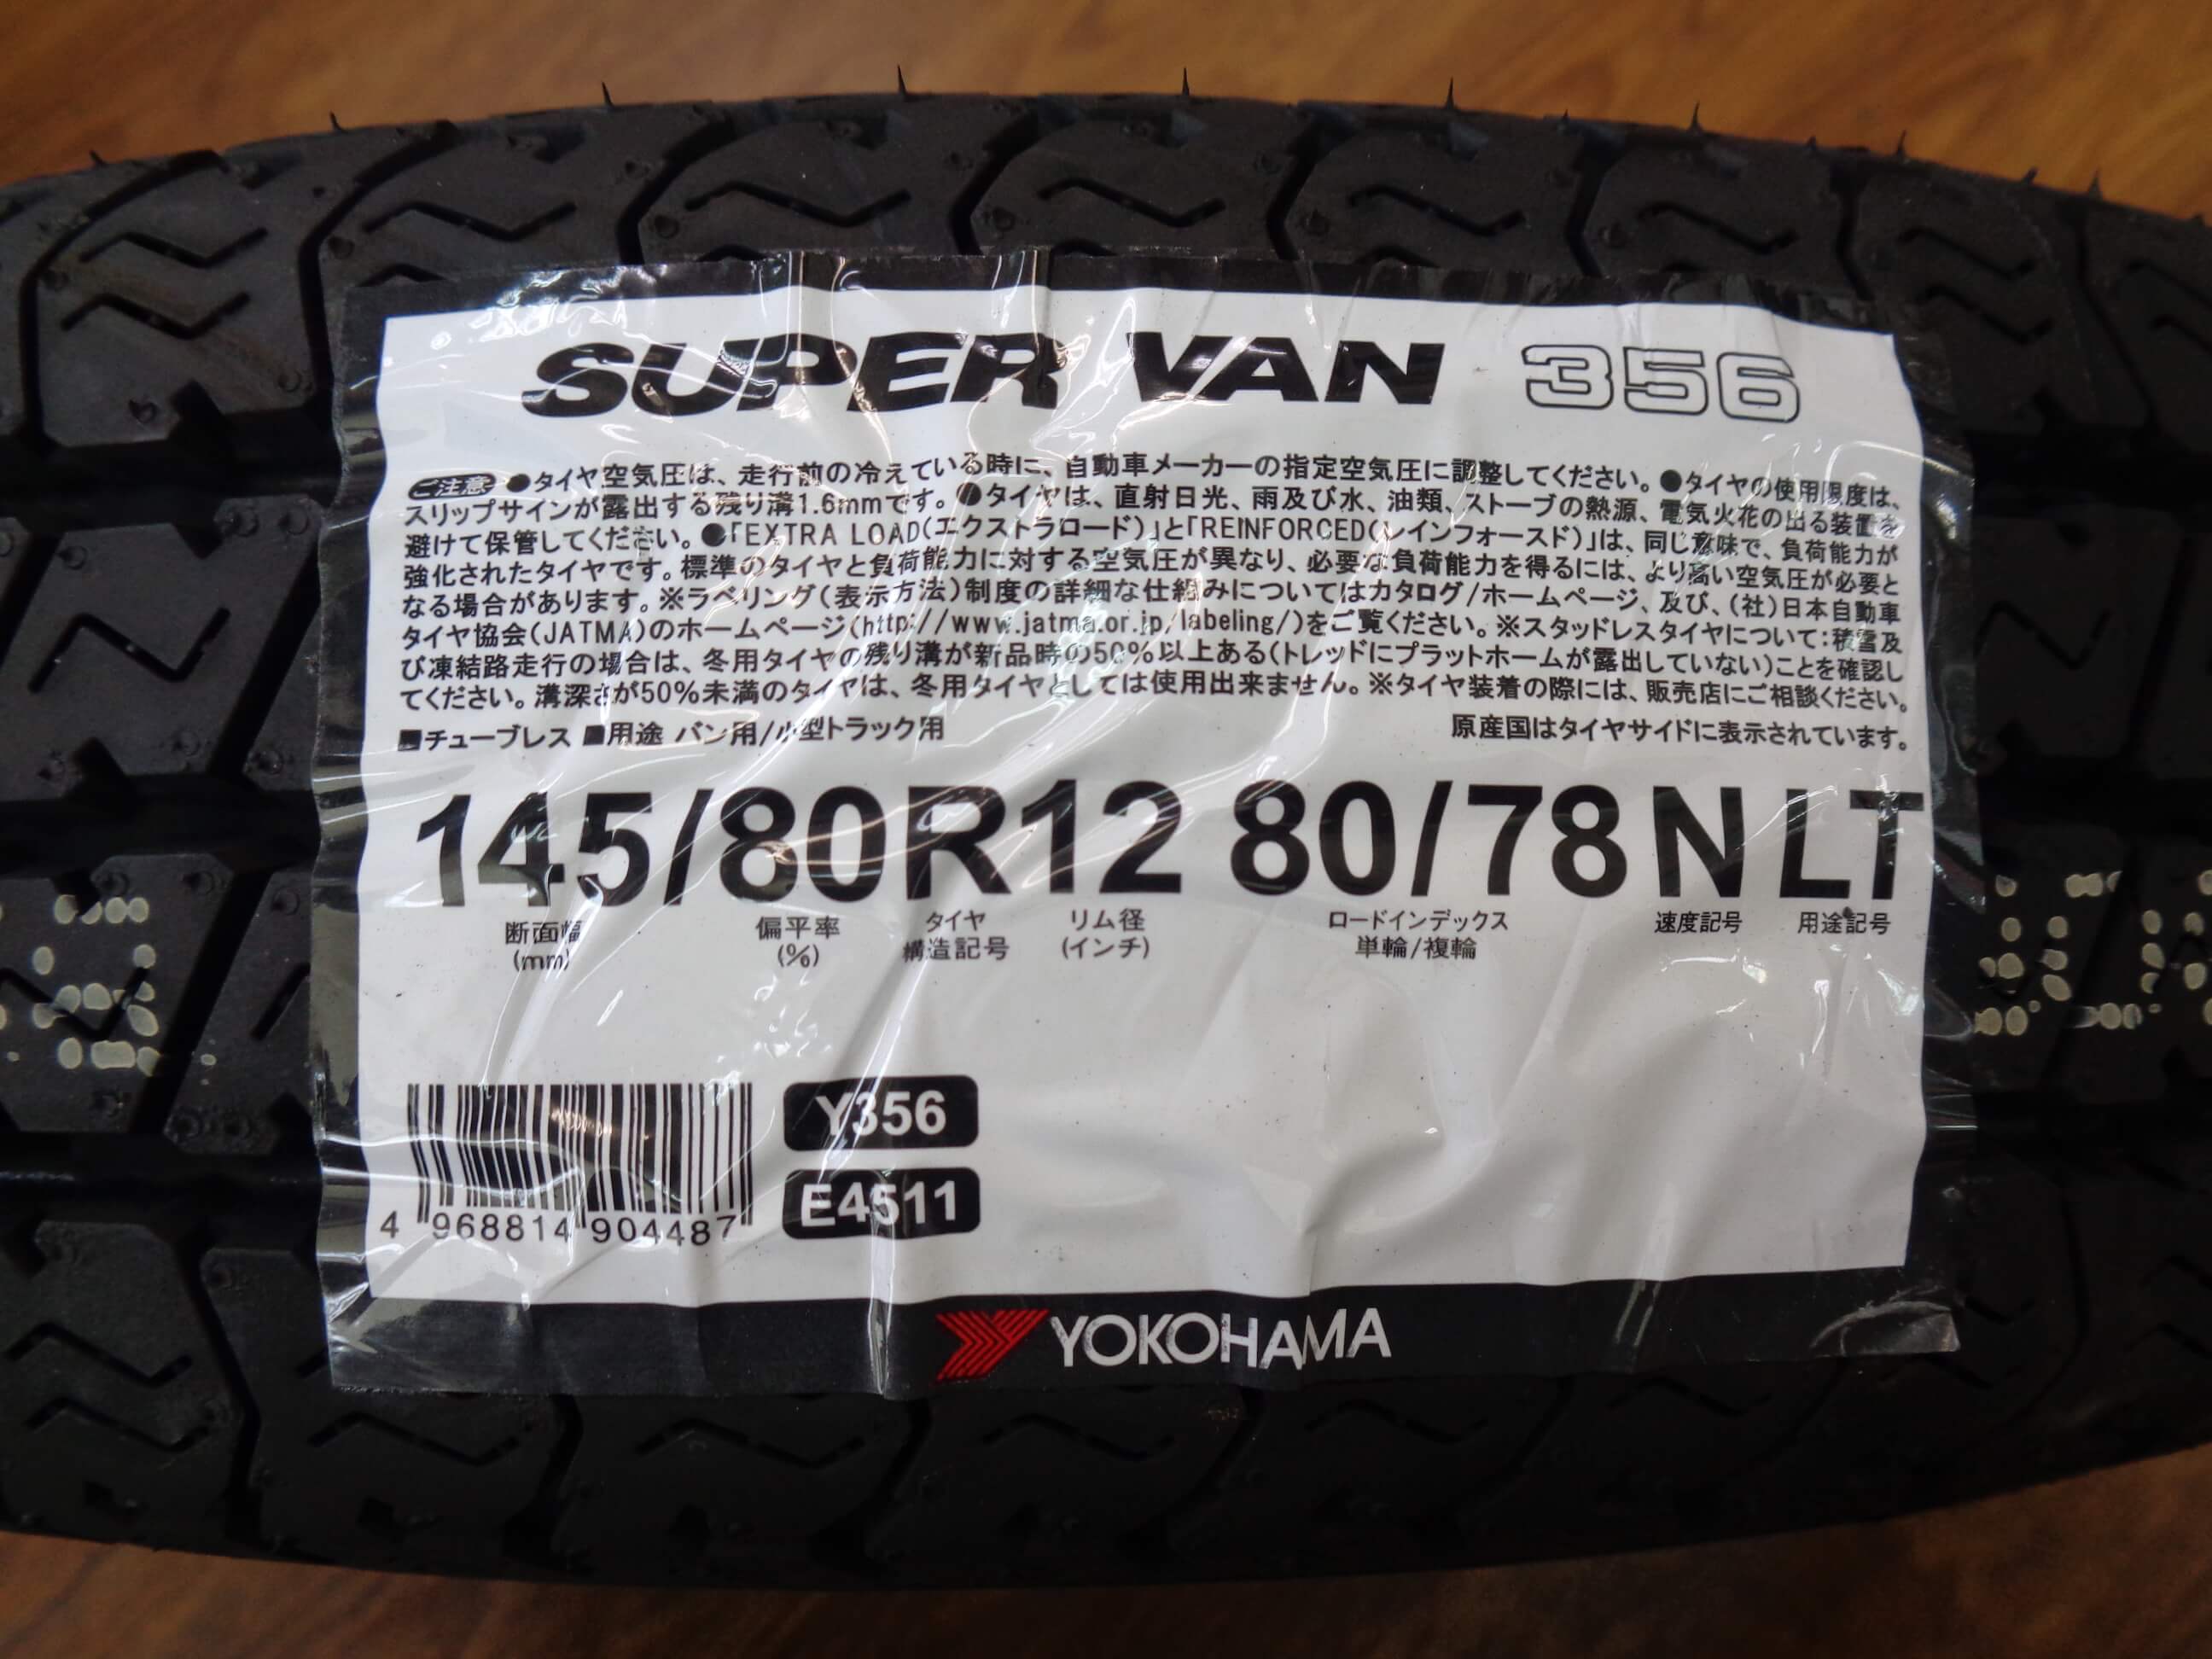 SUPER VAN 356
ご注意 ●タイヤ空気圧は、走行前の冷えている時に、自動車メーカーの指定空気圧に調整してください。●タイヤの使用限度は、
スリップサインが露出する残り溝1.6mmです。●タイヤは、直射日光、雨及び水、油類、ストーブの熱源、電気火花の出る装置を
避けて保管してください。●「EXTRA LOAD(エクストラロード)」と「REINFORCED(レインフォースド)」は、同じ意味で、負荷能力が
強化されたタイヤです。標準のタイヤと負荷能力に対する空気圧が異なり、必要な負荷能力を得るには、より高い空気圧が必要と
なる場合があります。※ラベリング(表示方法)制度の詳細な仕組みについてはカタログ/ホームページ、及び、(社)日本自動車
タイヤ協会(JATMA)のホームページ(http://www.jatma.or.jp/labeling/)をご覧ください。※スタッドレスタイヤについて:積雪及
び凍結路走行の場合は、冬用タイヤの残り溝が新品時の50%以上ある(トレッドにプラットホームが露出していない)ことを確認し
てください。溝深さが50%未満のタイヤは、冬用タイヤとしては使用出来ません。※タイヤ装着の際には、販売店にご相談ください。
■チューブレス ■用途 バン用/小型トラック用 原産国はタイヤサイドに表示されています。
145/80R12 80/78N LT
断面幅 偏平率 タイヤ リム径 ロードインデックス 速度記号 用途記号
(mm) (%) 構造記号 (インチ) 単輪/複輪
Y356
E4511
4 968814 904487
YOKOHAMA